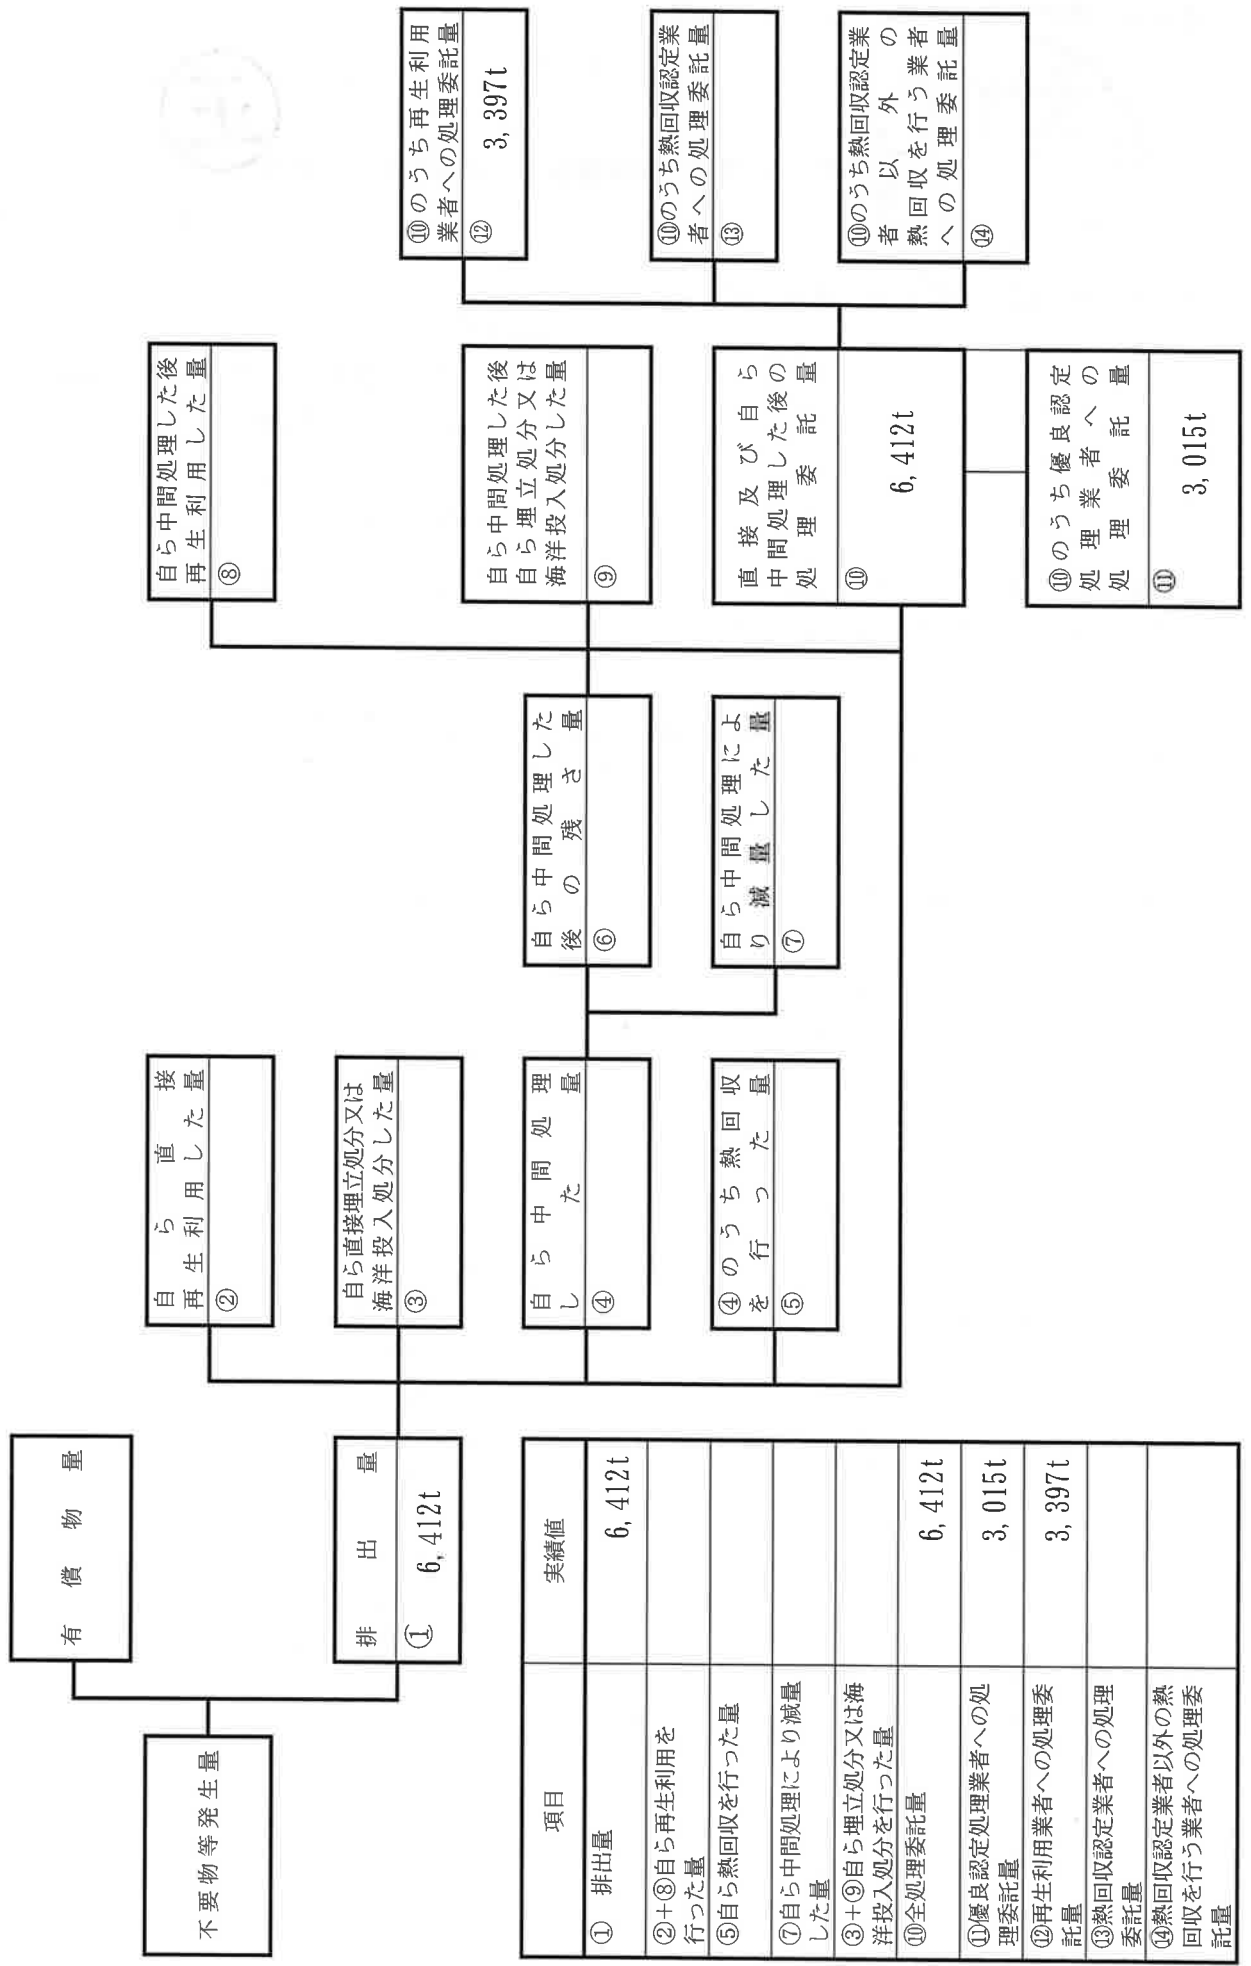 有償物量
不要物等発生量
排出量
① 6,412t
自ら直接
再生利用した量
②
自ら直接埋立処分又は
海洋投入処分した量
③
自ら中間処理
した量
④
④のうち熱回収
を行った量
⑤
自ら中間処理した
後の残さ量
⑥
自ら中間処理によ
り減量した量
⑦
自ら中間処理した後
再生利用した量
⑧
自ら中間処理した後
自ら埋立処分又は
海洋投入処分した量
⑨
直接及び自ら
中間処理した後の
処理委託量
⑩
6,412t
⑩のうち優良認定
処理業者への
処理委託量
⑪
3,015t
⑩のうち再生利用
業者への処理委託量
⑫
3,397t
⑩のうち熱回収認定業
者への処理委託量
⑬
⑩のうち熱回収認定業
者以外の
熱回収を行う業者
への処理委託量
⑭
項目 実績値
① 排出量 6,412t
②+⑧自ら再生利用を
行った量
⑤自ら熱回収を行った量
⑦自ら中間処理により減量
した量
③+⑨自ら埋立処分又は海
洋投入処分を行った量
⑩全処理委託量 6,412t
⑪優良認定処理業者への処
理委託量 3,015t
⑫再生利用業者への処理委
託量 3,397t
⑬熱回収認定業者への処理
委託量
⑭熱回収認定業者以外の熱
回収を行う業者への処理委
託量